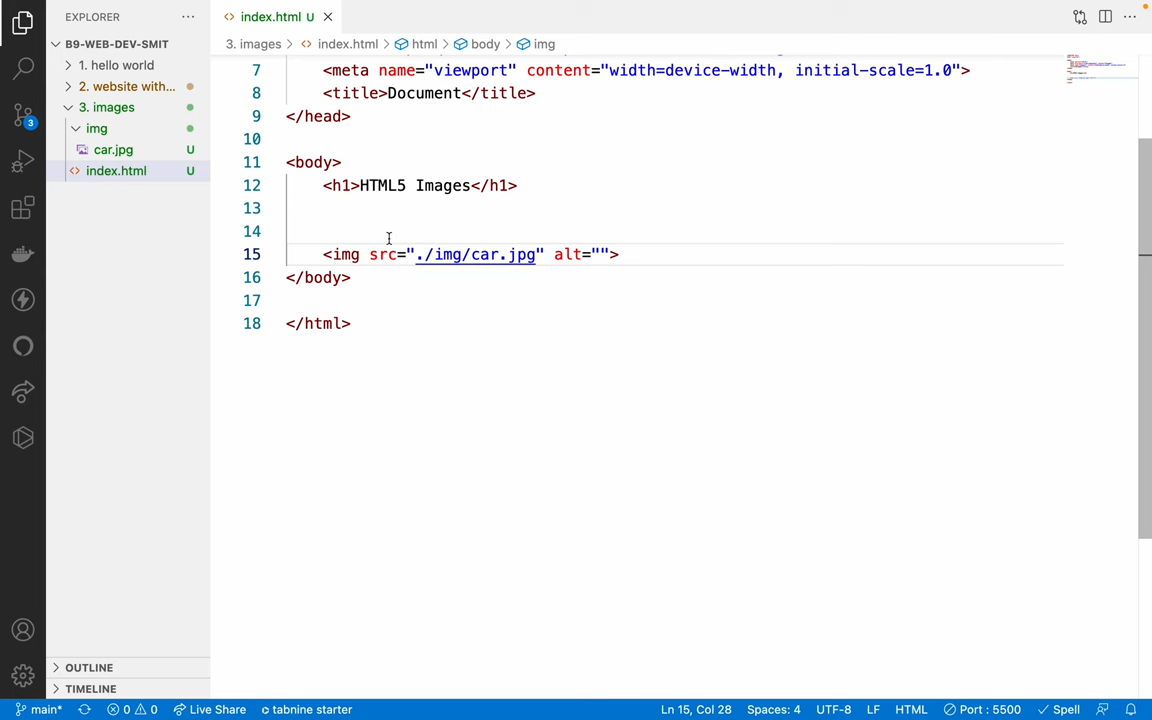 EXPLORER
index.html U
B9-WEB-DEV-SMIT
1. hello world
2. website with...
3. images
img
car.jpg U
index.html U
OUTLINE
TIMELINE
3. images > index.html > html > body > img
7 <meta name="viewport" content="width=device-width, initial-scale=1.0">
8 <title>Document</title>
9 </head>
10
11 <body>
12 <h1>HTML5 Images</h1>
13
14
15 <img src="./img/car.jpg" alt="">
16 </body>
17
18 </html>
3
main* 0 0 Live Share tabnine starter Ln 15, Col 28 Spaces: 4 UTF-8 LF HTML Port : 5500 Spell